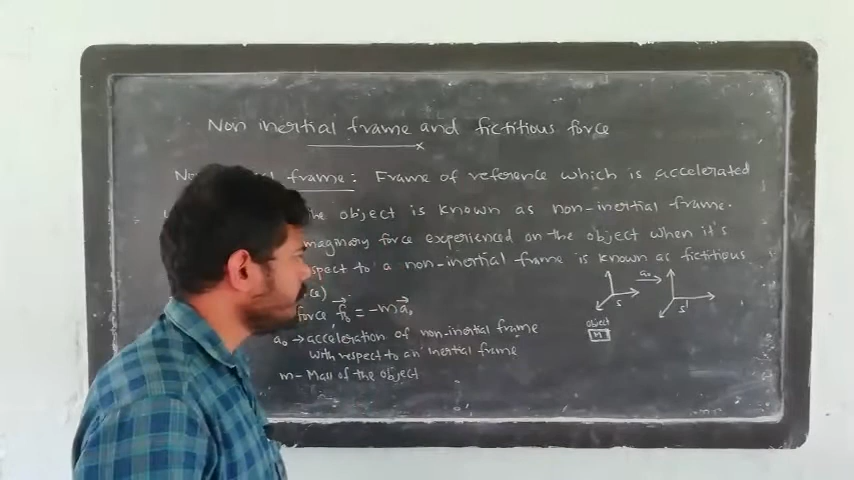 Non inertial frame and fictitious force
frame: Frame of reference which is accelerated
the object is known as non-inertial frame.
imaginary force experienced on the object when it's
respect to a non-inertial frame is known as fictitious
force F₀ = -ma₀
a₀ → acceleration of non-inertial frame
with respect to an inertial frame
m - Mass of the object
a₀
S
S'
object
M